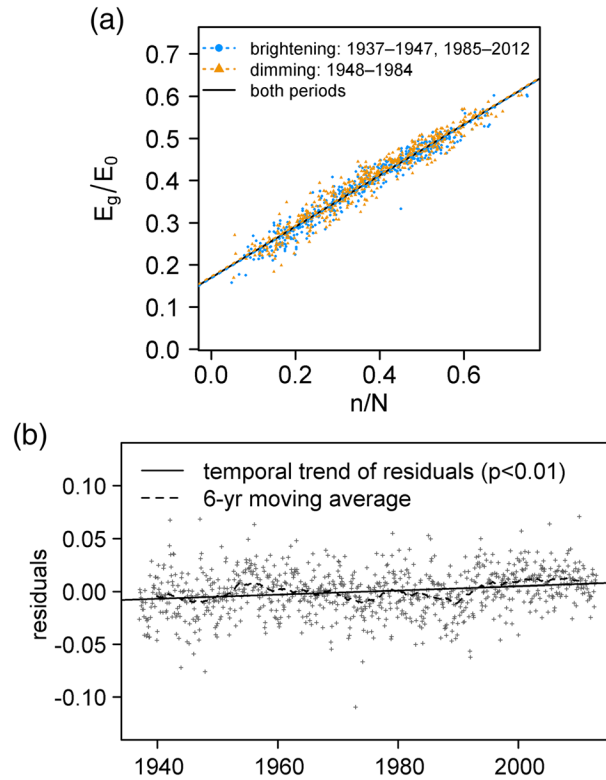 (a)
brightening: 1937–1947, 1985–2012
dimming: 1948–1984
both periods
0.7
0.6
0.5
0.4
0.3
0.2
0.1
0.0
Eg/E0
0.0 0.2 0.4 0.6
n/N
(b)
temporal trend of residuals (p<0.01)
6-yr moving average
0.10
0.05
0.00
-0.05
-0.10
residuals
1940 1960 1980 2000